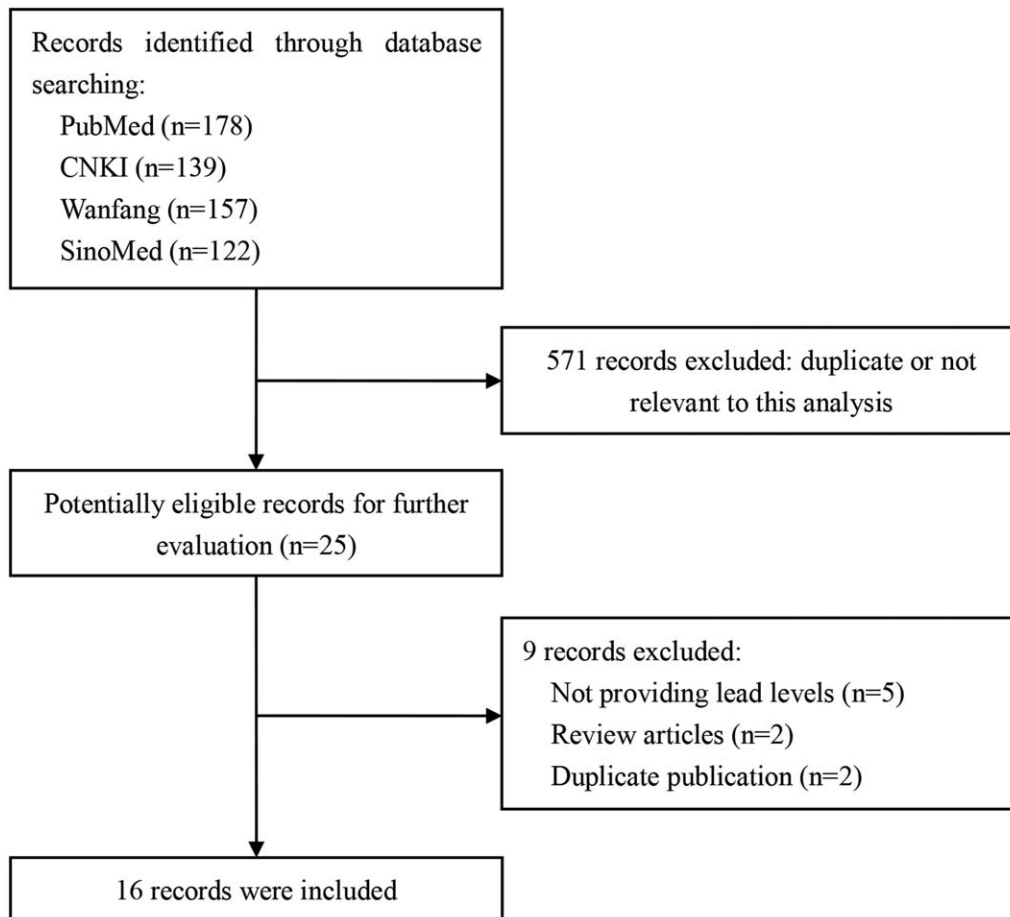 Records identified through database
searching:
PubMed (n=178)
CNKI (n=139)
Wanfang (n=157)
SinoMed (n=122)
571 records excluded: duplicate or not
relevant to this analysis
Potentially eligible records for further
evaluation (n=25)
9 records excluded:
Not providing lead levels (n=5)
Review articles (n=2)
Duplicate publication (n=2)
16 records were included